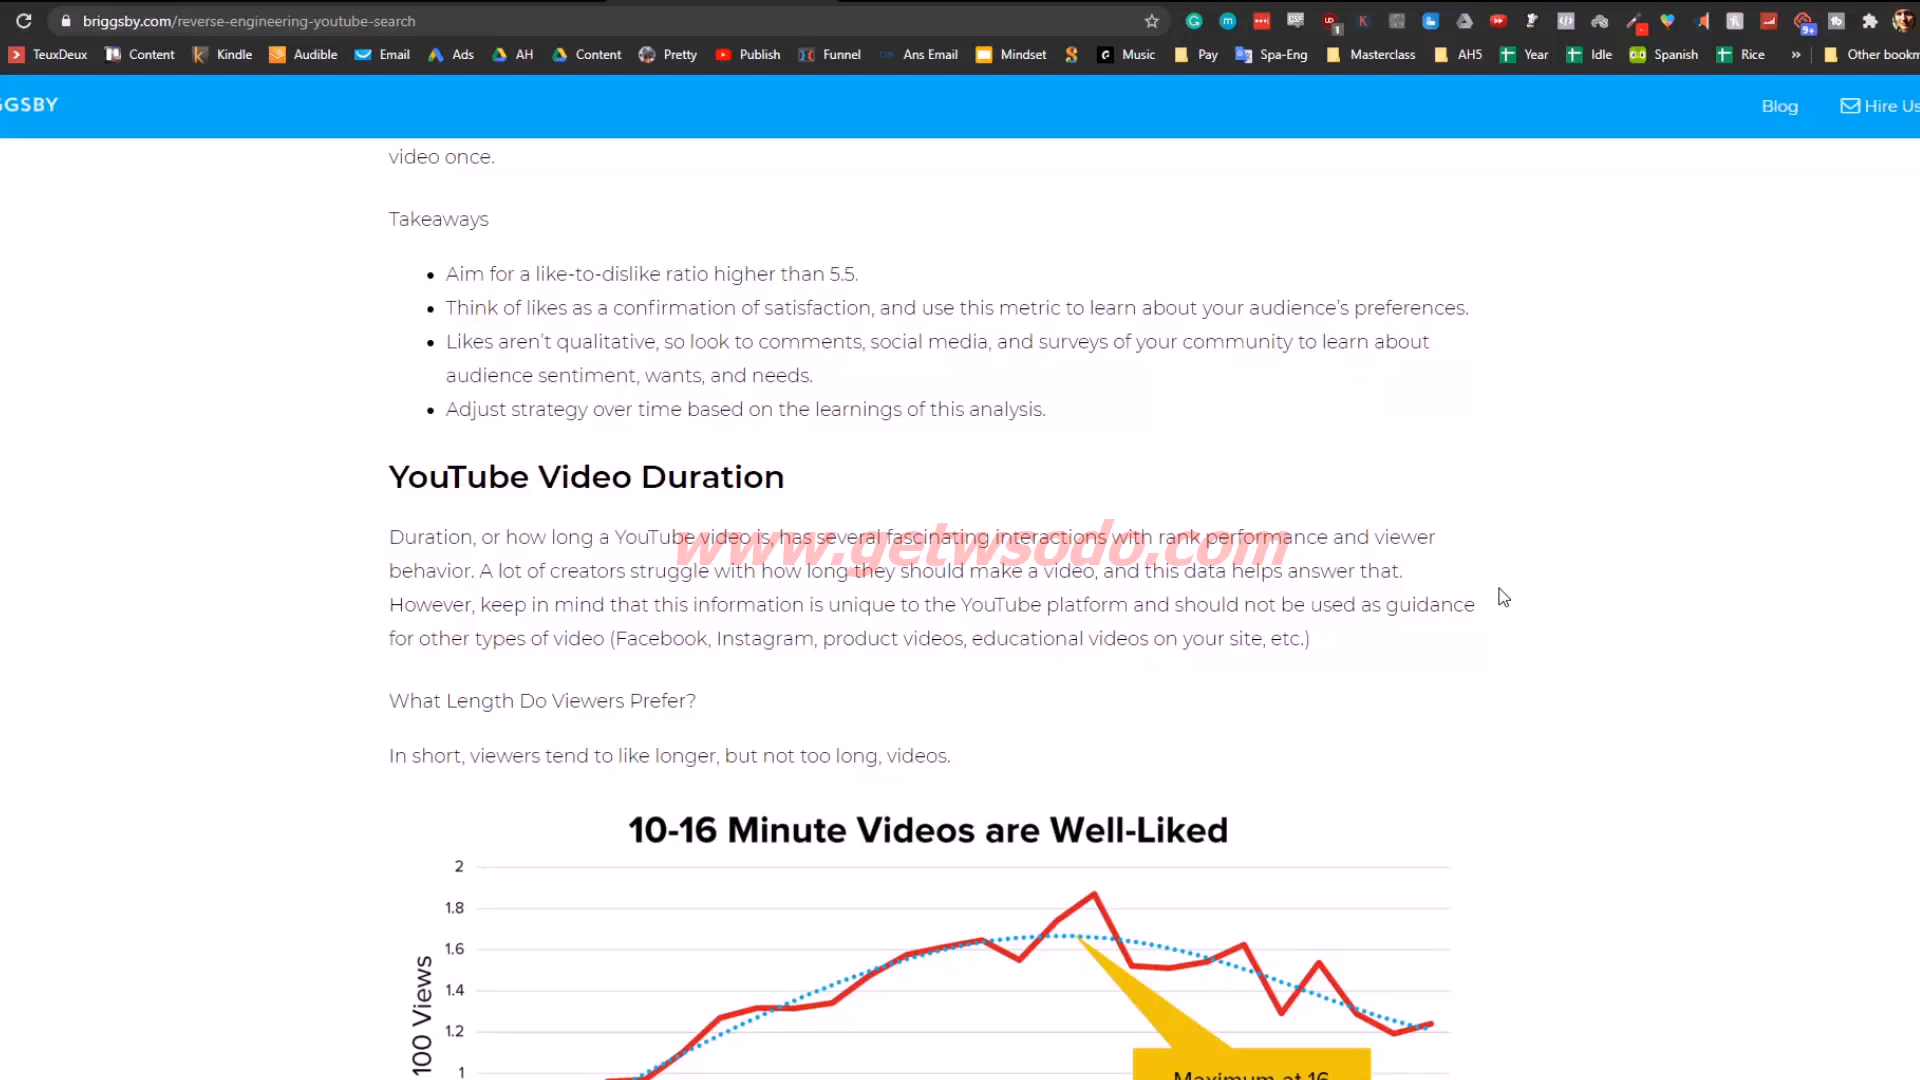 briggsby.com/reverse-engineering-youtube-search
TeuxDeux Content Kindle Audible Email Ads AH Content Pretty Publish Funnel Ans Email Mindset Music Pay Spa-Eng Masterclass AH5 Year Idle Spanish Rice » Other bookm
GGSBY Blog Hire Us
video once.
Takeaways
Aim for a like-to-dislike ratio higher than 5.5.
Think of likes as a confirmation of satisfaction, and use this metric to learn about your audience’s preferences.
Likes aren’t qualitative, so look to comments, social media, and surveys of your community to learn about
audience sentiment, wants, and needs.
Adjust strategy over time based on the learnings of this analysis.
YouTube Video Duration
Duration, or how long a YouTube video is, has several fascinating interactions with rank performance and viewer
www.getwsodo.com
behavior. A lot of creators struggle with how long they should make a video, and this data helps answer that.
However, keep in mind that this information is unique to the YouTube platform and should not be used as guidance
for other types of video (Facebook, Instagram, product videos, educational videos on your site, etc.)
What Length Do Viewers Prefer?
In short, viewers tend to like longer, but not too long, videos.
10-16 Minute Videos are Well-Liked
2
1.8
1.6
1.4
1.2
1
100 Views
Maximum at 16